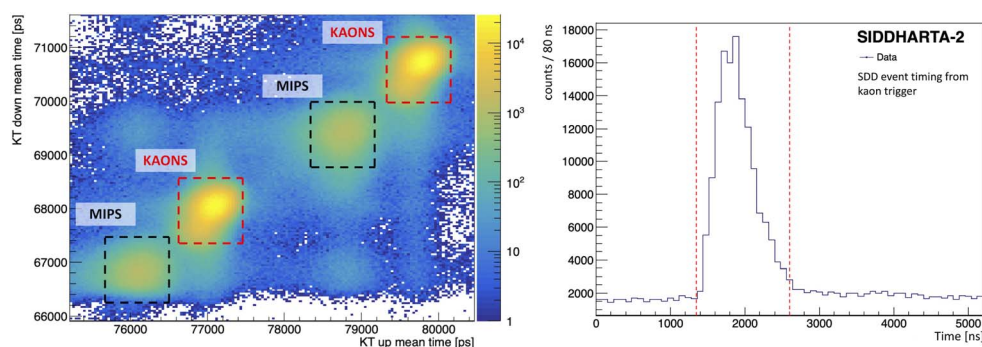 KT down mean time [ps]
71000
70000
69000
68000
67000
66000
KAONS
MIPS
KAONS
MIPS
76000
77000
78000
79000
80000
KT up mean time [ps]
10⁴
10³
10²
10
1
counts / 80 ns
18000
16000
14000
12000
10000
8000
6000
4000
2000
SIDDHARTA-2
Data
SDD event timing from
kaon trigger
0
1000
2000
3000
4000
5000
Time [ns]